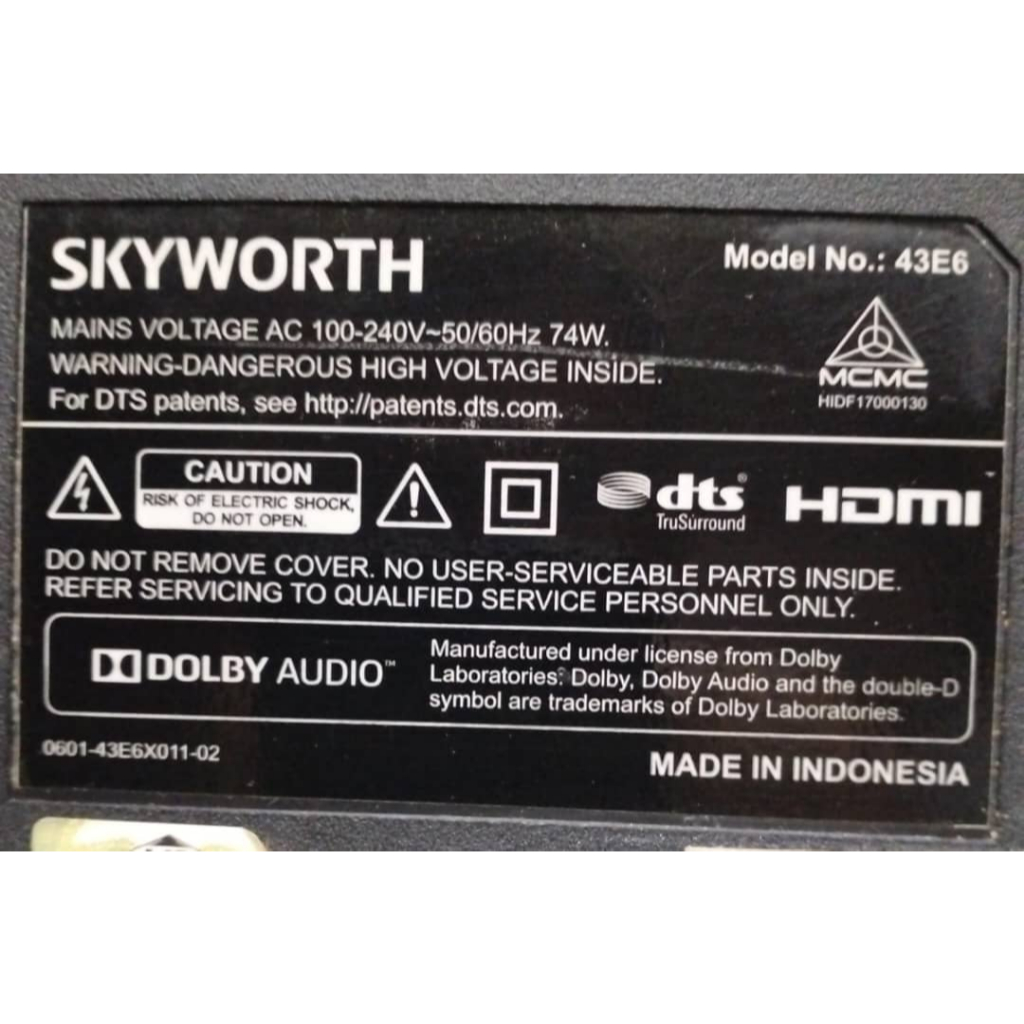 SKYWORTH
Model No.: 43E6
MAINS VOLTAGE AC 100-240V~50/60Hz 74W.
WARNING-DANGEROUS HIGH VOLTAGE INSIDE.
For DTS patents, see http://patents.dts.com.
MCMC
HIDF17000130
CAUTION
RISK OF ELECTRIC SHOCK,
DO NOT OPEN.
dts®
TruSurround
HDMI
DO NOT REMOVE COVER. NO USER-SERVICEABLE PARTS INSIDE.
REFER SERVICING TO QUALIFIED SERVICE PERSONNEL ONLY.
DOLBY AUDIO™
Manufactured under license from Dolby
Laboratories. Dolby, Dolby Audio and the double-D
symbol are trademarks of Dolby Laboratories.
0601-43E6X011-02
MADE IN INDONESIA